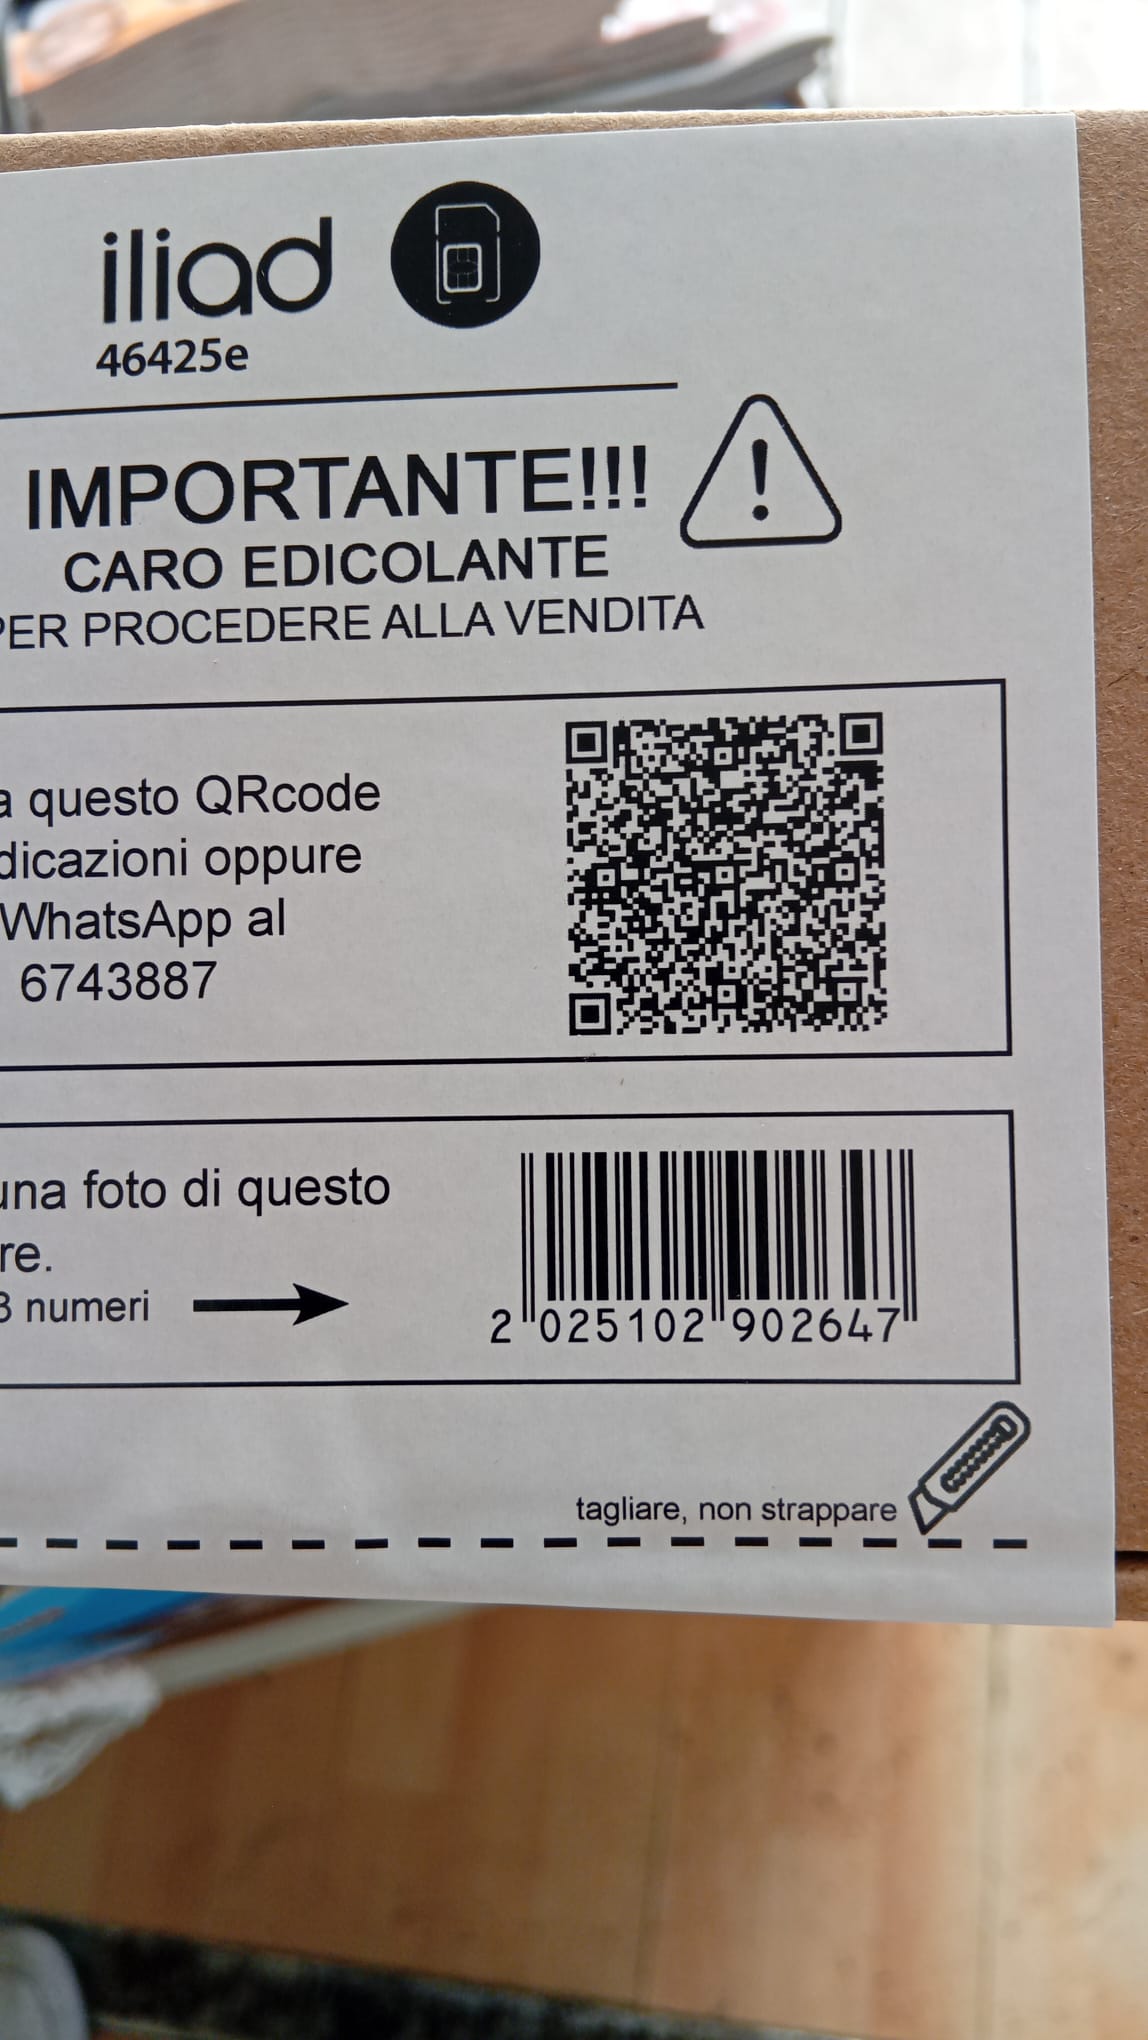 iliad
46425e
IMPORTANTE!!!
CARO EDICOLANTE
PER PROCEDERE ALLA VENDITA
a questo QRcode
dicazioni oppure
WhatsApp al
6743887
una foto di questo
re.
3 numeri
2 025102 902647
tagliare, non strappare